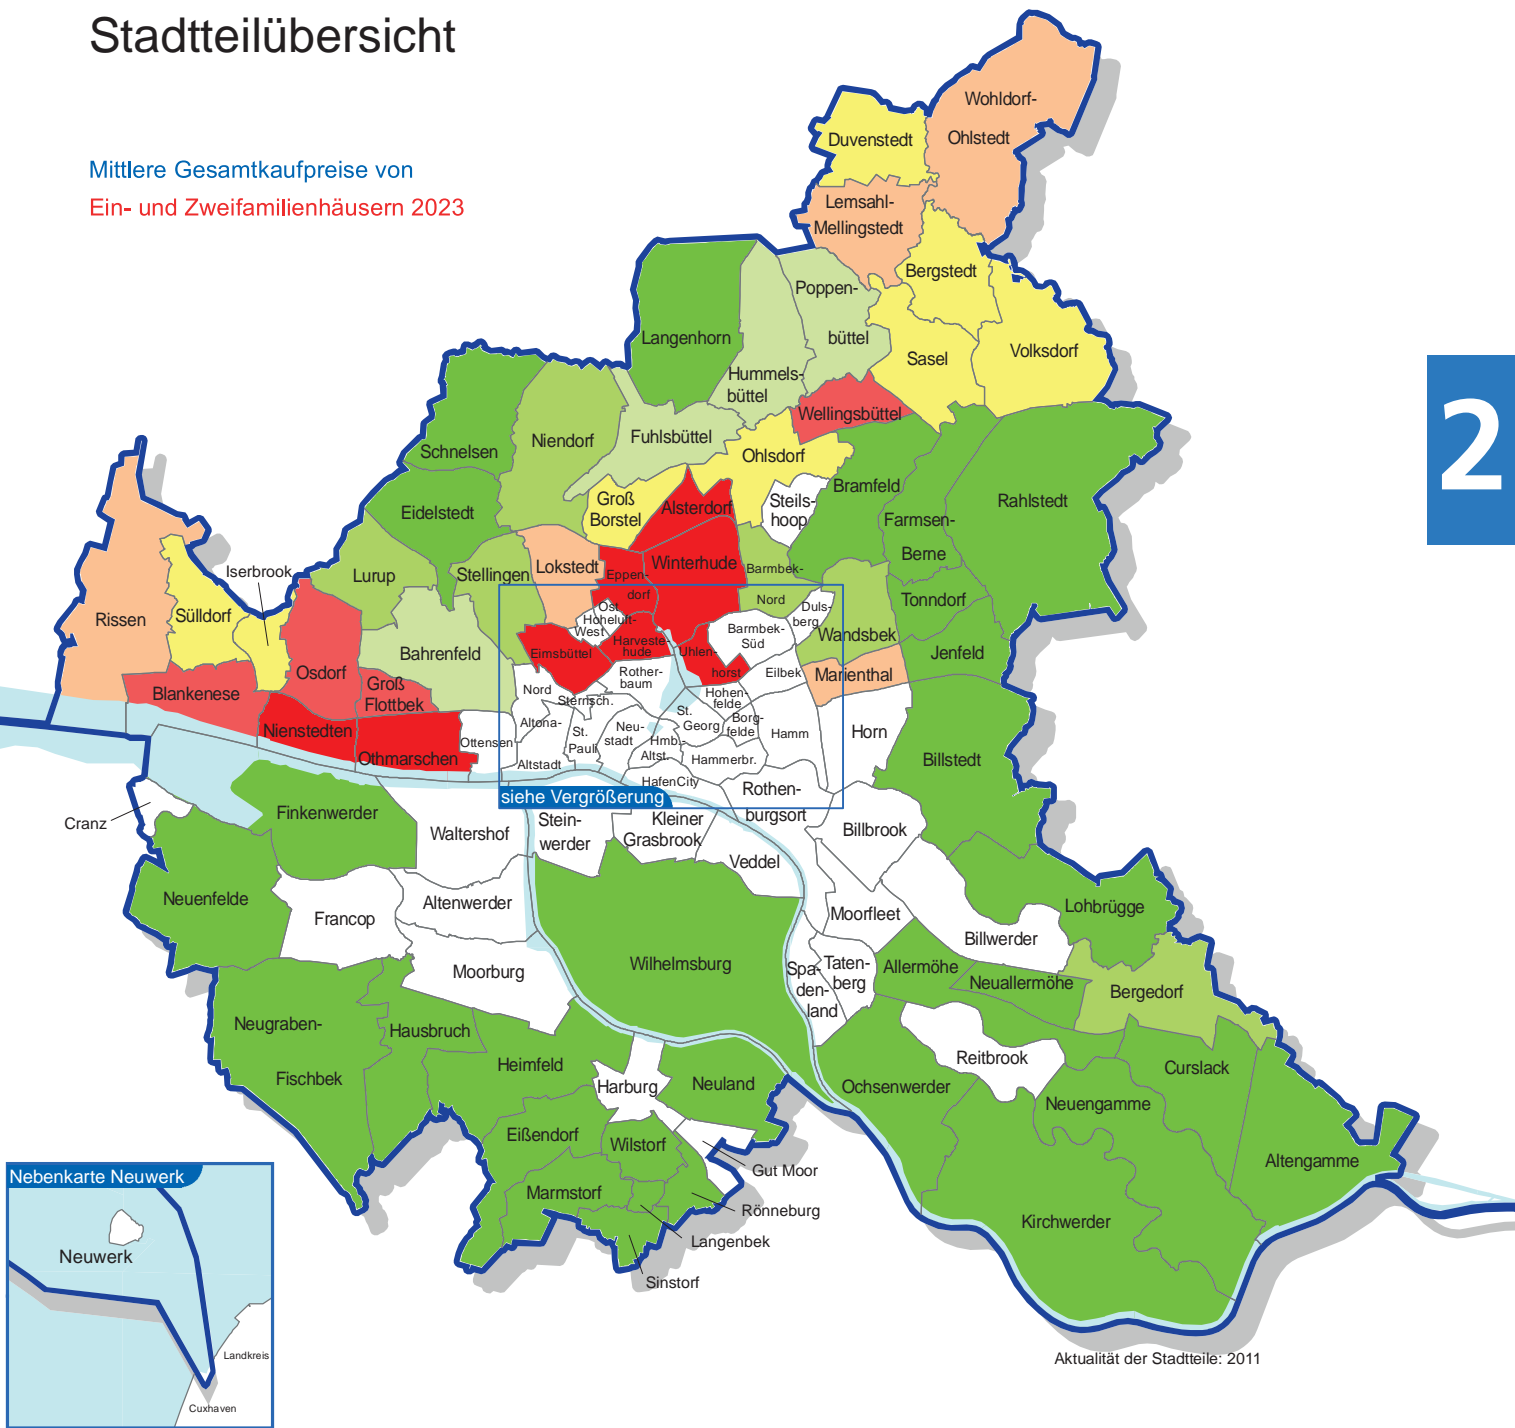 Stadtteilübersicht
Mittlere Gesamtkaufpreise von
Ein- und Zweifamilienhäusern 2023
2
Wohldorf-
Ohlstedt
Duvenstedt
Lemsahl-
Mellingstedt
Bergstedt
Poppen-
büttel
Langenhorn
Sasel
Volksdorf
Hummels-
büttel
Wellingsbüttel
Niendorf
Fuhlsbüttel
Schnelsen
Ohlsdorf
Bramfeld
Rahlstedt
Groß
Borstel
Alsterdorf
Steils-
hoop
Eidelstedt
Farmsen-
Berne
Lokstedt
Winterhude
Iserbrook
Lurup
Stellingen
Eppen-
dorf
Barmbek-
Nord
Tonndorf
Rissen
Sülldorf
Ost
Hoheluft-
West
Duls-
berg
Wandsbek
Barmbek-
Süd
Bahrenfeld
Eimsbüttel
Harveste-
hude
Uhlen-
horst
Jenfeld
Osdorf
Rother-
baum
Eilbek
Marienthal
Blankenese
Groß
Flottbek
Nord
Sternsch.
Hohen-
felde
Nienstedten
Altona-
St.
Pauli
Neu-
stadt
St.
Georg
Borg-
felde
Hamm
Horn
Othmarschen
Ottensen
Altstadt
Hmb.-
Altst.
Hammerbr.
Billstedt
HafenCity
siehe Vergrößerung
Rothen-
burgsort
Finkenwerder
Cranz
Waltershof
Stein-
werder
Kleiner
Grasbrook
Billbrook
Veddel
Neuenfelde
Francop
Altenwerder
Moorfleet
Lohbrügge
Billwerder
Moorburg
Wilhelmsburg
Spa-
den-
land
Taten-
berg
Allermöhe
Neuallermöhe
Bergedorf
Neugraben-
Fischbek
Hausbruch
Heimfeld
Harburg
Neuland
Reitbrook
Curslack
Ochsenwerder
Neuengamme
Eißendorf
Wilstorf
Gut Moor
Altengamme
Marmstorf
Rönneburg
Langenbek
Kirchwerder
Sinstorf
Nebenkarte Neuwerk
Neuwerk
Landkreis
Cuxhaven
Aktualität der Stadtteile: 2011